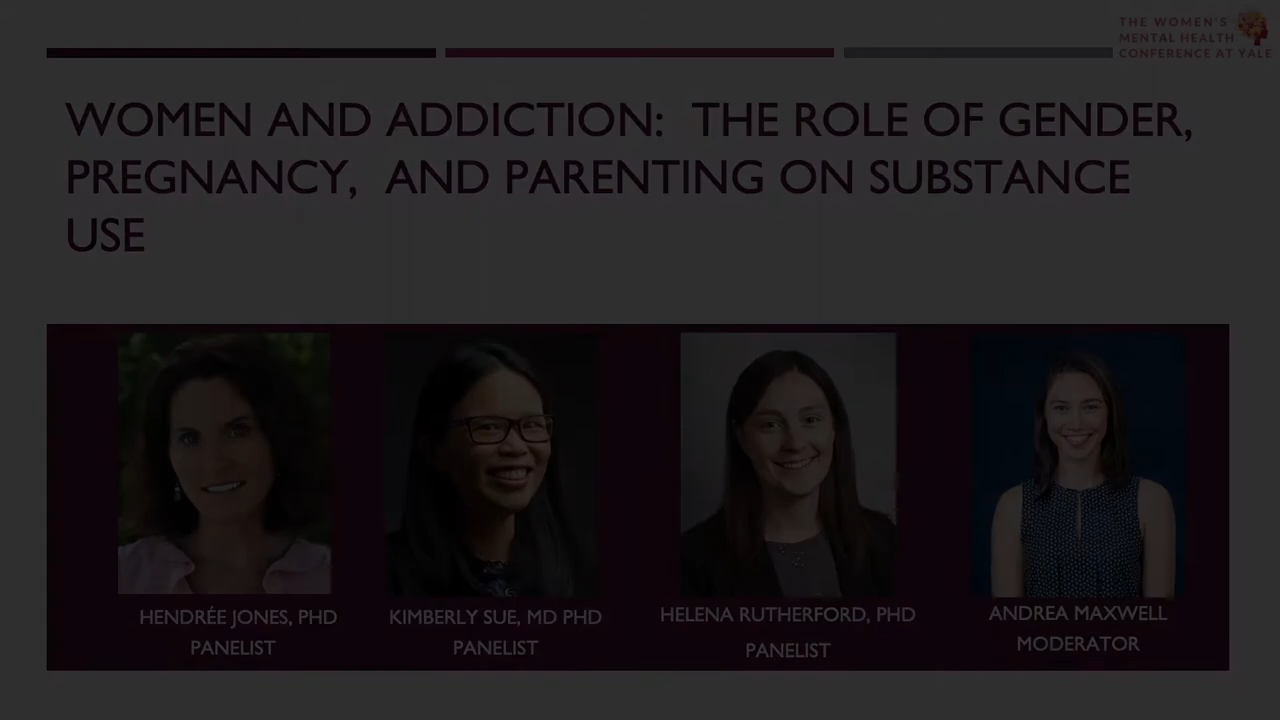 THE WOMEN'S
MENTAL HEALTH
CONFERENCE AT YALE
WOMEN AND ADDICTION: THE ROLE OF GENDER,
PREGNANCY, AND PARENTING ON SUBSTANCE
USE
HENDRÉE JONES, PHD
PANELIST
KIMBERLY SUE, MD PHD
PANELIST
HELENA RUTHERFORD, PHD
PANELIST
ANDREA MAXWELL
MODERATOR